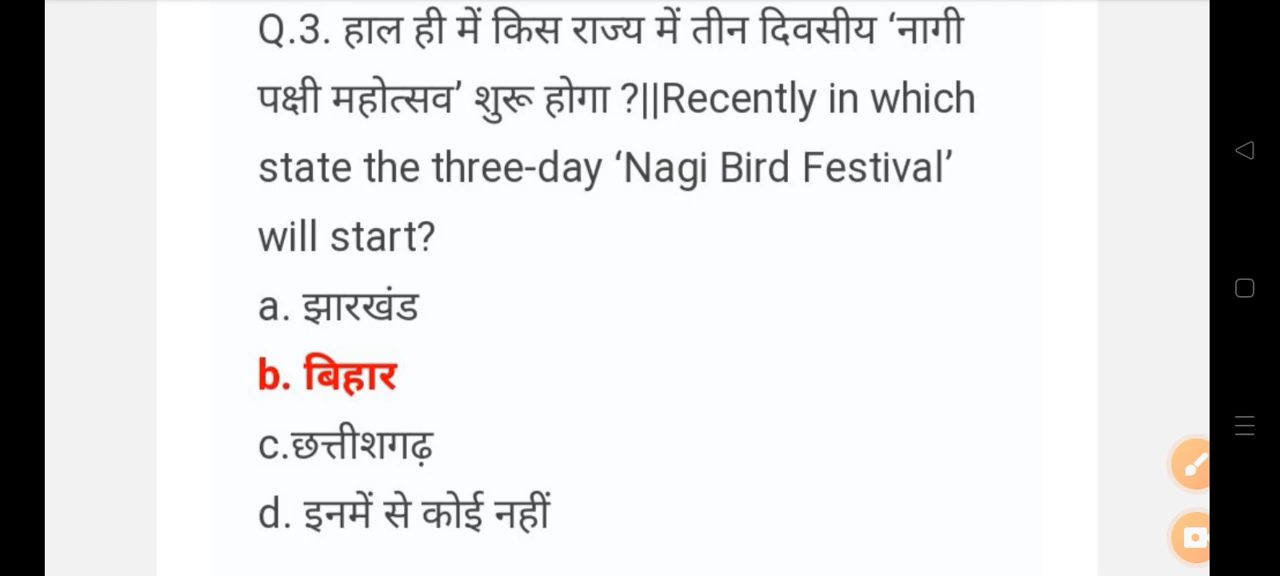 Q.3. हाल ही में किस राज्य में तीन दिवसीय ‘नागी
पक्षी महोत्सव’ शुरू होगा ?||Recently in which
state the three-day ‘Nagi Bird Festival’
will start?
a. झारखंड
b. बिहार
c.छत्तीशगढ़
d. इनमें से कोई नहीं